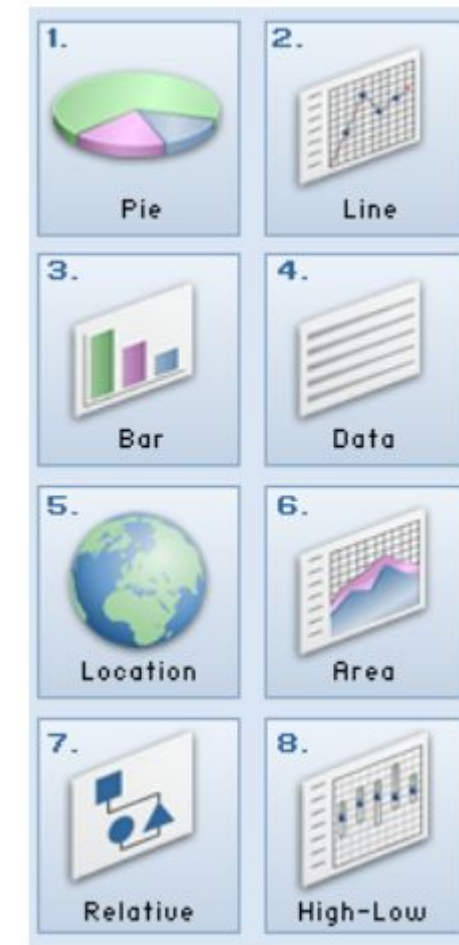 1.
Pie
2.
Line
3.
Bar
4.
Data
5.
Location
6.
Area
7.
Relative
8.
High-Low